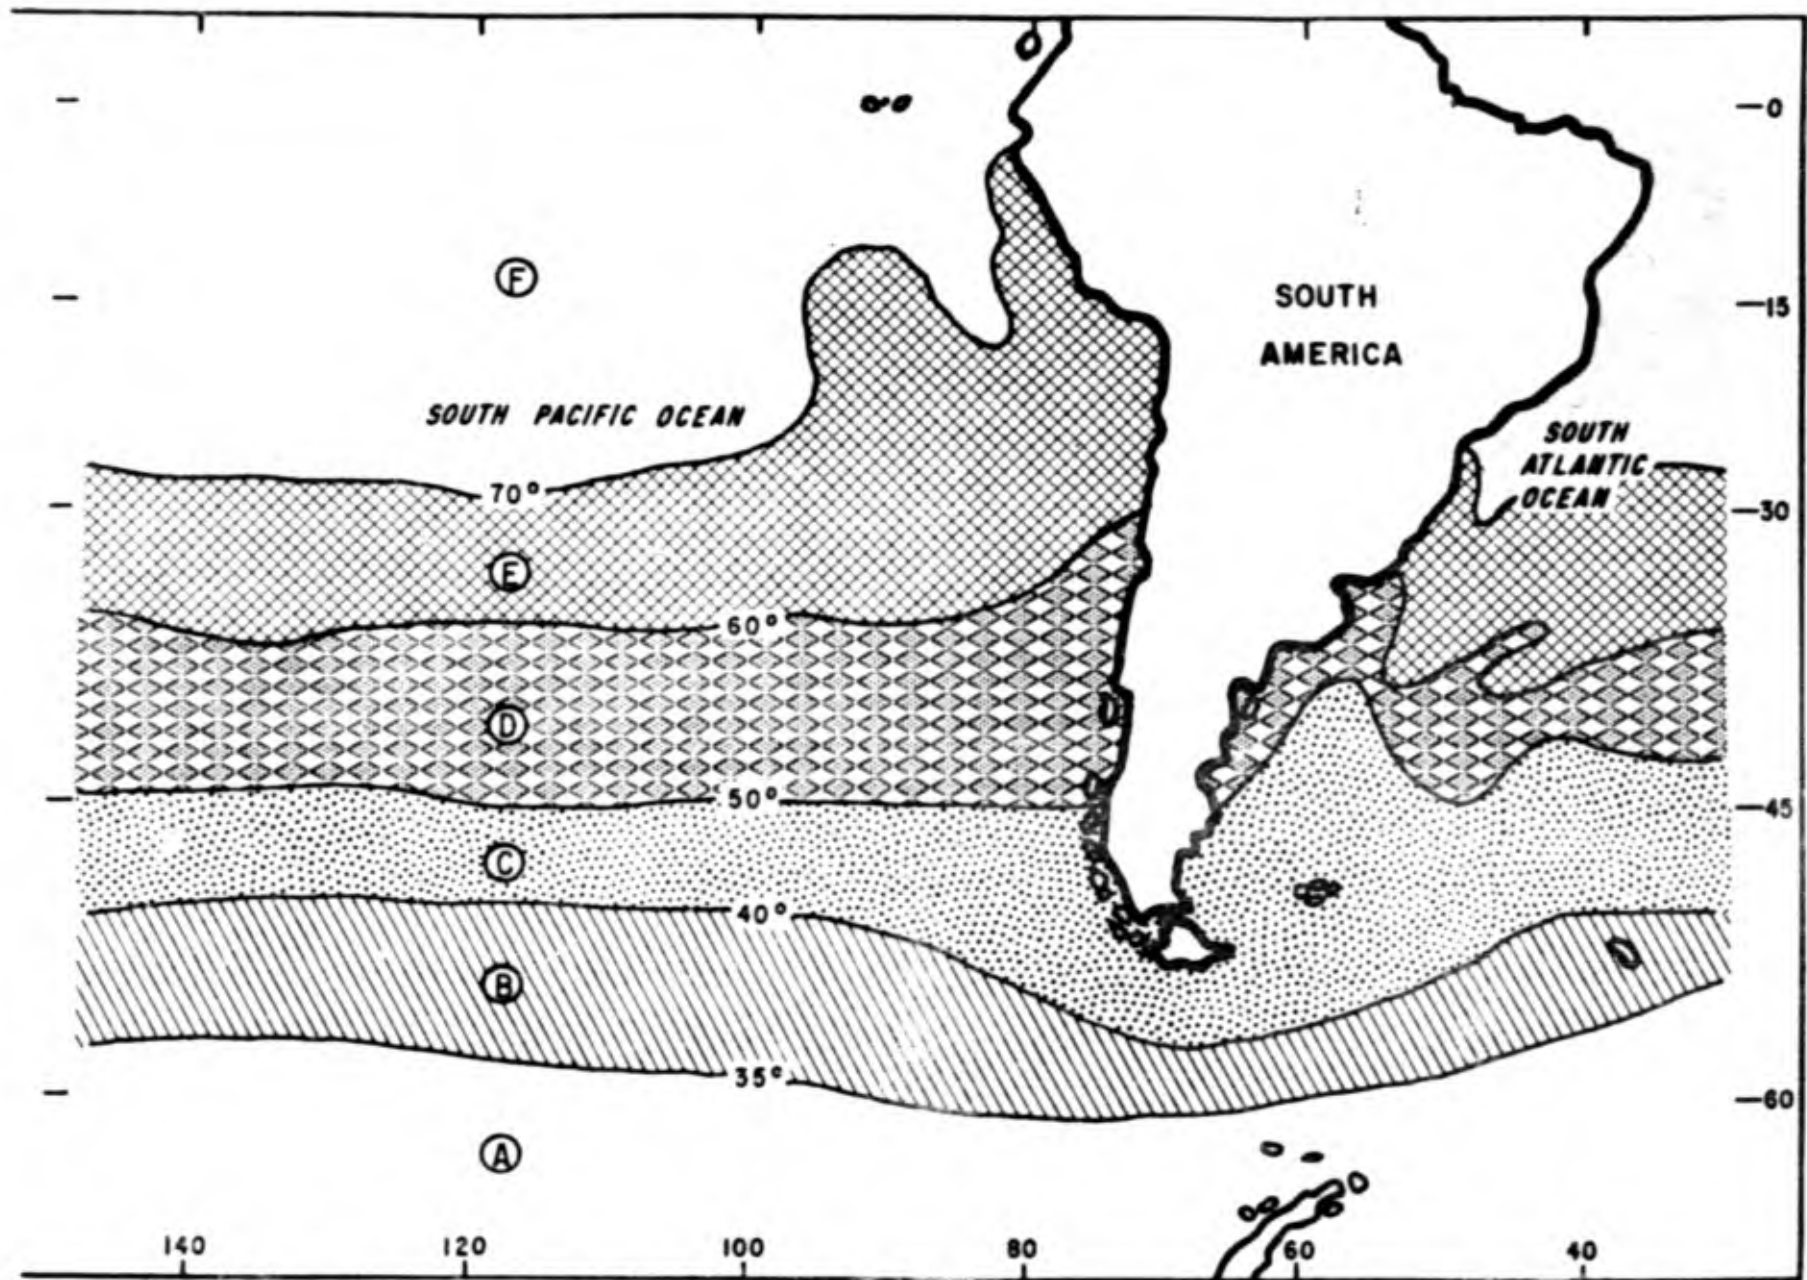 0
F
15
SOUTH
AMERICA
SOUTH PACIFIC OCEAN
SOUTH
ATLANTIC
OCEAN
70°
30
E
60°
D
50°
45
C
40°
B
35°
60
A
140 120 100 80 60 40